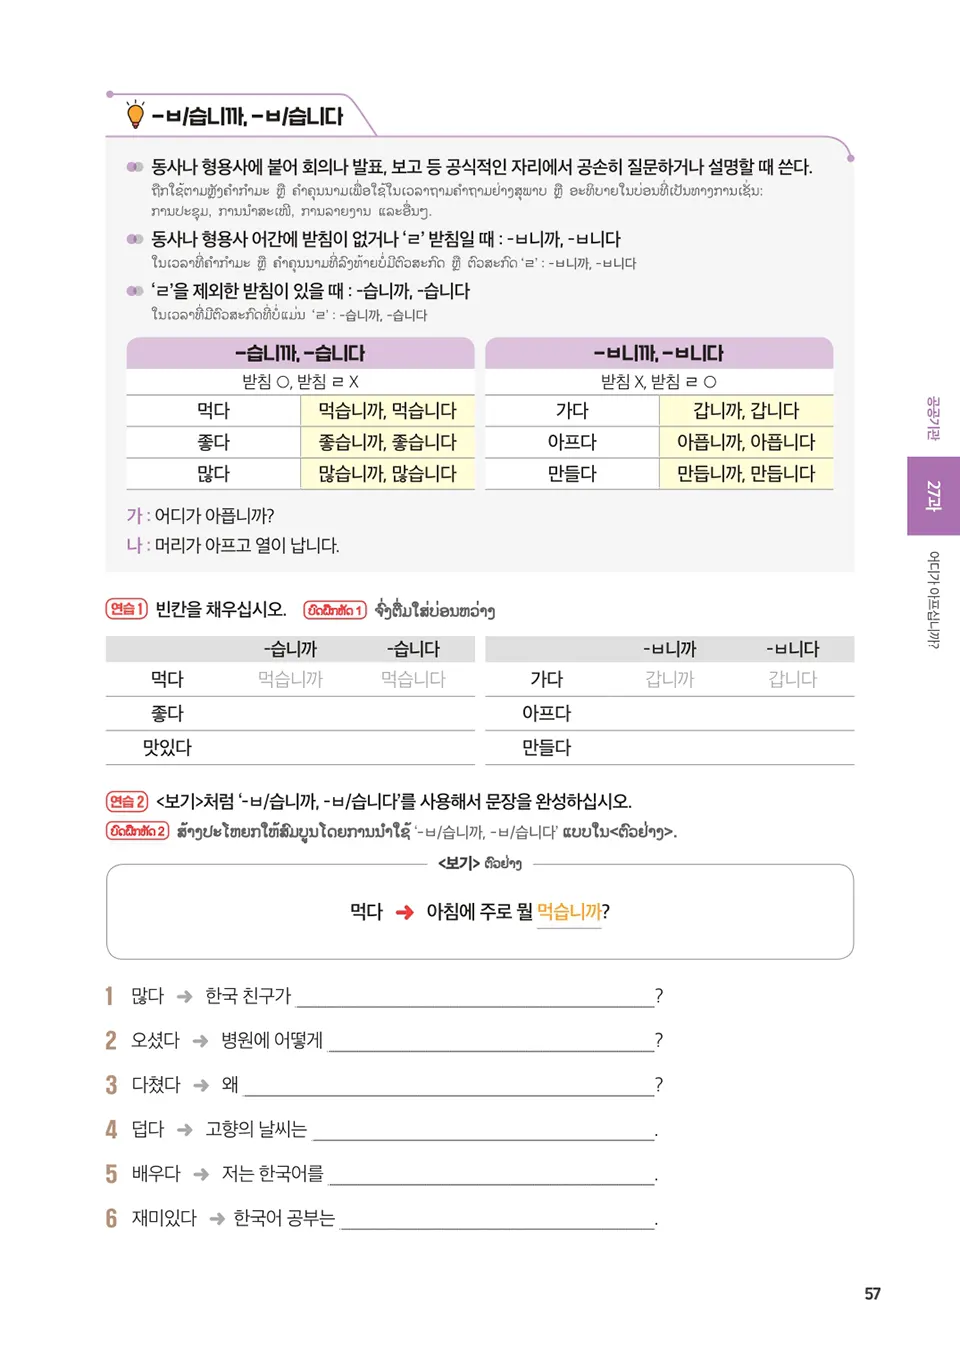 -ㅂ/습니까, -ㅂ/습니다
동사나 형용사에 붙어 회의나 발표, 보고 등 공식적인 자리에서 공손히 질문하거나 설명할 때 쓴다.
ຖືກໃຊ້ຕາມຫຼັງຄຳກຳມະ ຫຼື ຄຳຄຸນນາມເພື່ອໃຊ້ໃນເວລາຖາມຄຳຖາມຢ່າງສຸພາບ ຫຼື ອະທິບາຍໃນບ່ອນທີ່ເປັນທາງການເຊັ່ນ:
ການປະຊຸມ, ການນຳສະເໜີ, ການລາຍງານ ແລະອື່ນໆ.
동사나 형용사 어간에 받침이 없거나 ‘ㄹ’ 받침일 때 : -ㅂ니까, -ㅂ니다
ໃນເວລາທີ່ຄຳກຳມະ ຫຼື ຄຳຄຸນນາມທີ່ລົງທ້າຍບໍ່ມີຕົວສະກົດ ຫຼື ຕົວສະກົດ ‘ㄹ’ : -ㅂ니까, -ㅂ니다
‘ㄹ’을 제외한 받침이 있을 때 : -습니까, -습니다
ໃນເວລາທີ່ມີຕົວສະກົດທີ່ບໍ່ແມ່ນ ‘ㄹ’ : -습니까, -습니다
-습니까, -습니다 -ㅂ니까, -ㅂ니다
받침 ○, 받침 ㄹ X 받침 X, 받침 ㄹ ○
먹다 먹습니까, 먹습니다 가다 갑니까, 갑니다
좋다 좋습니까, 좋습니다 아프다 아픕니까, 아픕니다
많다 많습니까, 많습니다 만들다 만듭니까, 만듭니다
가 : 어디가 아픕니까?
나 : 머리가 아프고 열이 납니다.
연습 1 빈칸을 채우십시오. ບົດຝຶກຫັດ 1 ຈົ່ງຕື່ມໃສ່ບ່ອນຫວ່າງ
-습니까 -습니다 -ㅂ니까 -ㅂ니다
먹다 먹습니까 먹습니다 가다 갑니까 갑니다
좋다 아프다
맛있다 만들다
연습 2 <보기>처럼 ‘-ㅂ/습니까, -ㅂ/습니다’를 사용해서 문장을 완성하십시오.
ບົດຝຶກຫັດ 2 ສ້າງປະໂຫຍກໃຫ້ສົມບູນໂດຍການນຳໃຊ້ ‘-ㅂ/습니까, -ㅂ/습니다’ ແບບໃນ<ຕົວຢ່າງ>.
<보기> ຕົວຢ່າງ
먹다 ➔ 아침에 주로 뭘 먹습니까?
1 많다 ➔ 한국 친구가 ?
2 오셨다 ➔ 병원에 어떻게 ?
3 다쳤다 ➔ 왜 ?
4 덥다 ➔ 고향의 날씨는 .
5 배우다 ➔ 저는 한국어를 .
6 재미있다 ➔ 한국어 공부는 .
공공기관
27과
어디가 아프십니까?
57